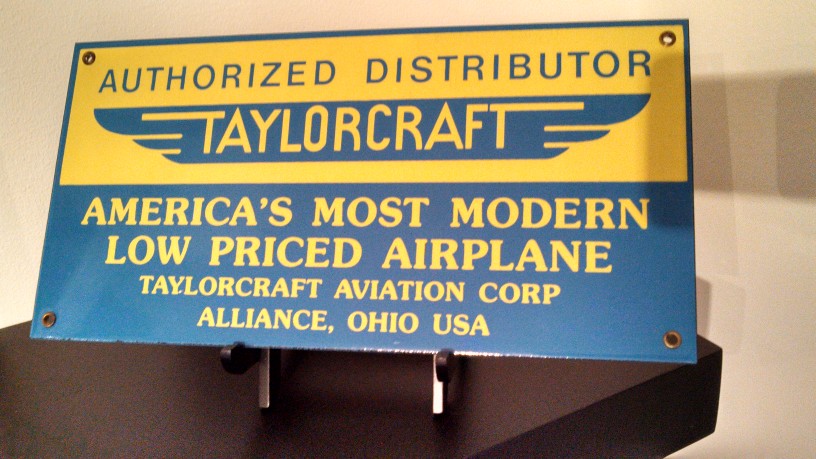 AUTHORIZED DISTRIBUTOR
TAYLORCRAFT
AMERICA'S MOST MODERN
LOW PRICED AIRPLANE
TAYLORCRAFT AVIATION CORP
ALLIANCE, OHIO USA